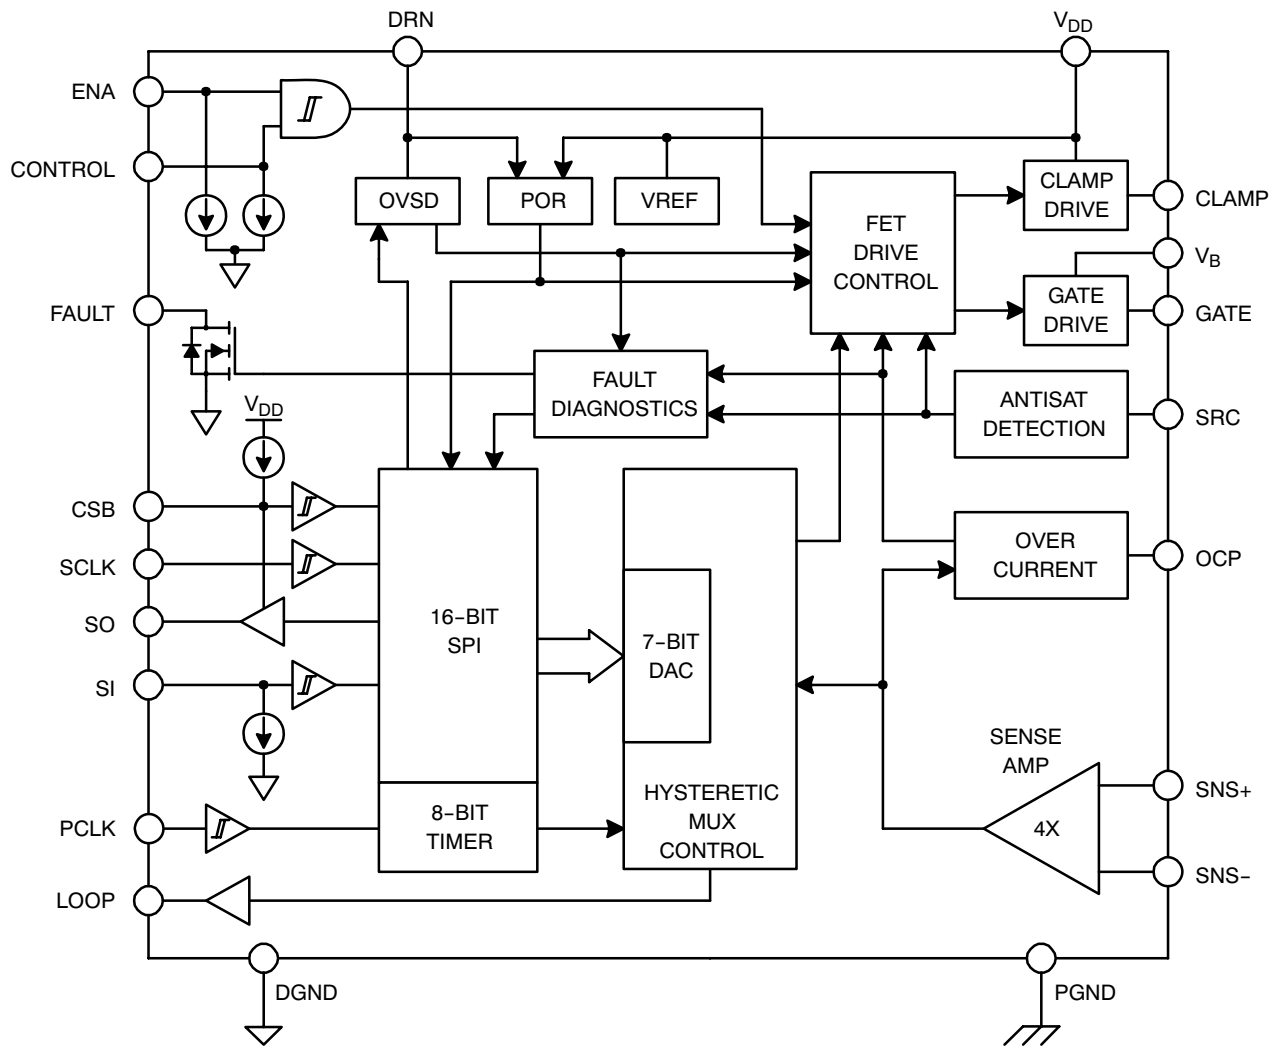 DRN
VDD
ENA
CONTROL
OVSD
POR
VREF
FET
DRIVE
CONTROL
CLAMP
DRIVE
CLAMP
VB
GATE
DRIVE
GATE
FAULT
VDD
FAULT
DIAGNOSTICS
ANTISAT
DETECTION
SRC
CSB
SCLK
SO
SI
16-BIT
SPI
7-BIT
DAC
OVER
CURRENT
OCP
SENSE
AMP
4X
SNS+
SNS-
HYSTERETIC
MUX
CONTROL
8-BIT
TIMER
PCLK
LOOP
DGND
PGND